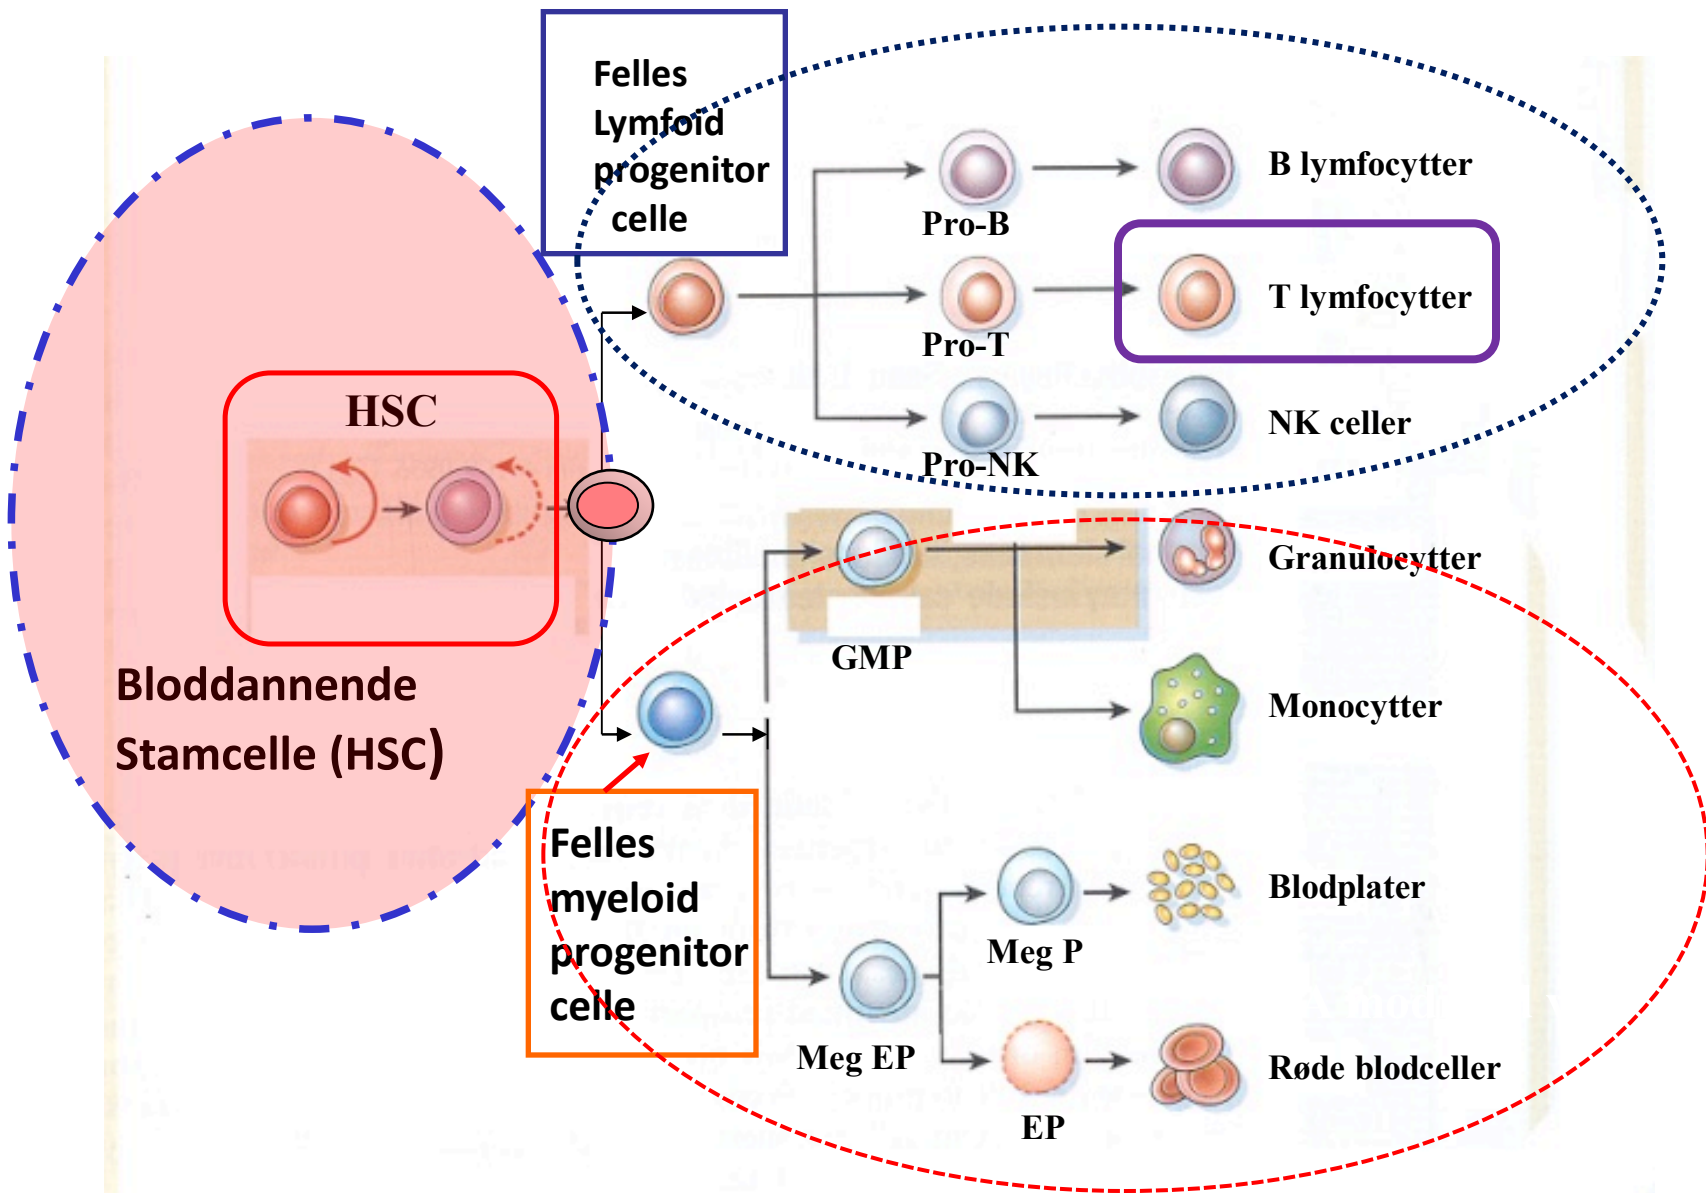 Felles
Lymfoid
progenitor
celle
B lymfocytter
Pro-B
T lymfocytter
Pro-T
HSC
NK celler
Pro-NK
Granulocytter
GMP
Bloddannende
Stamcelle (HSC)
Monocytter
Felles
myeloid
progenitor
celle
Blodplater
Meg P
Meg EP
Røde blodceller
EP